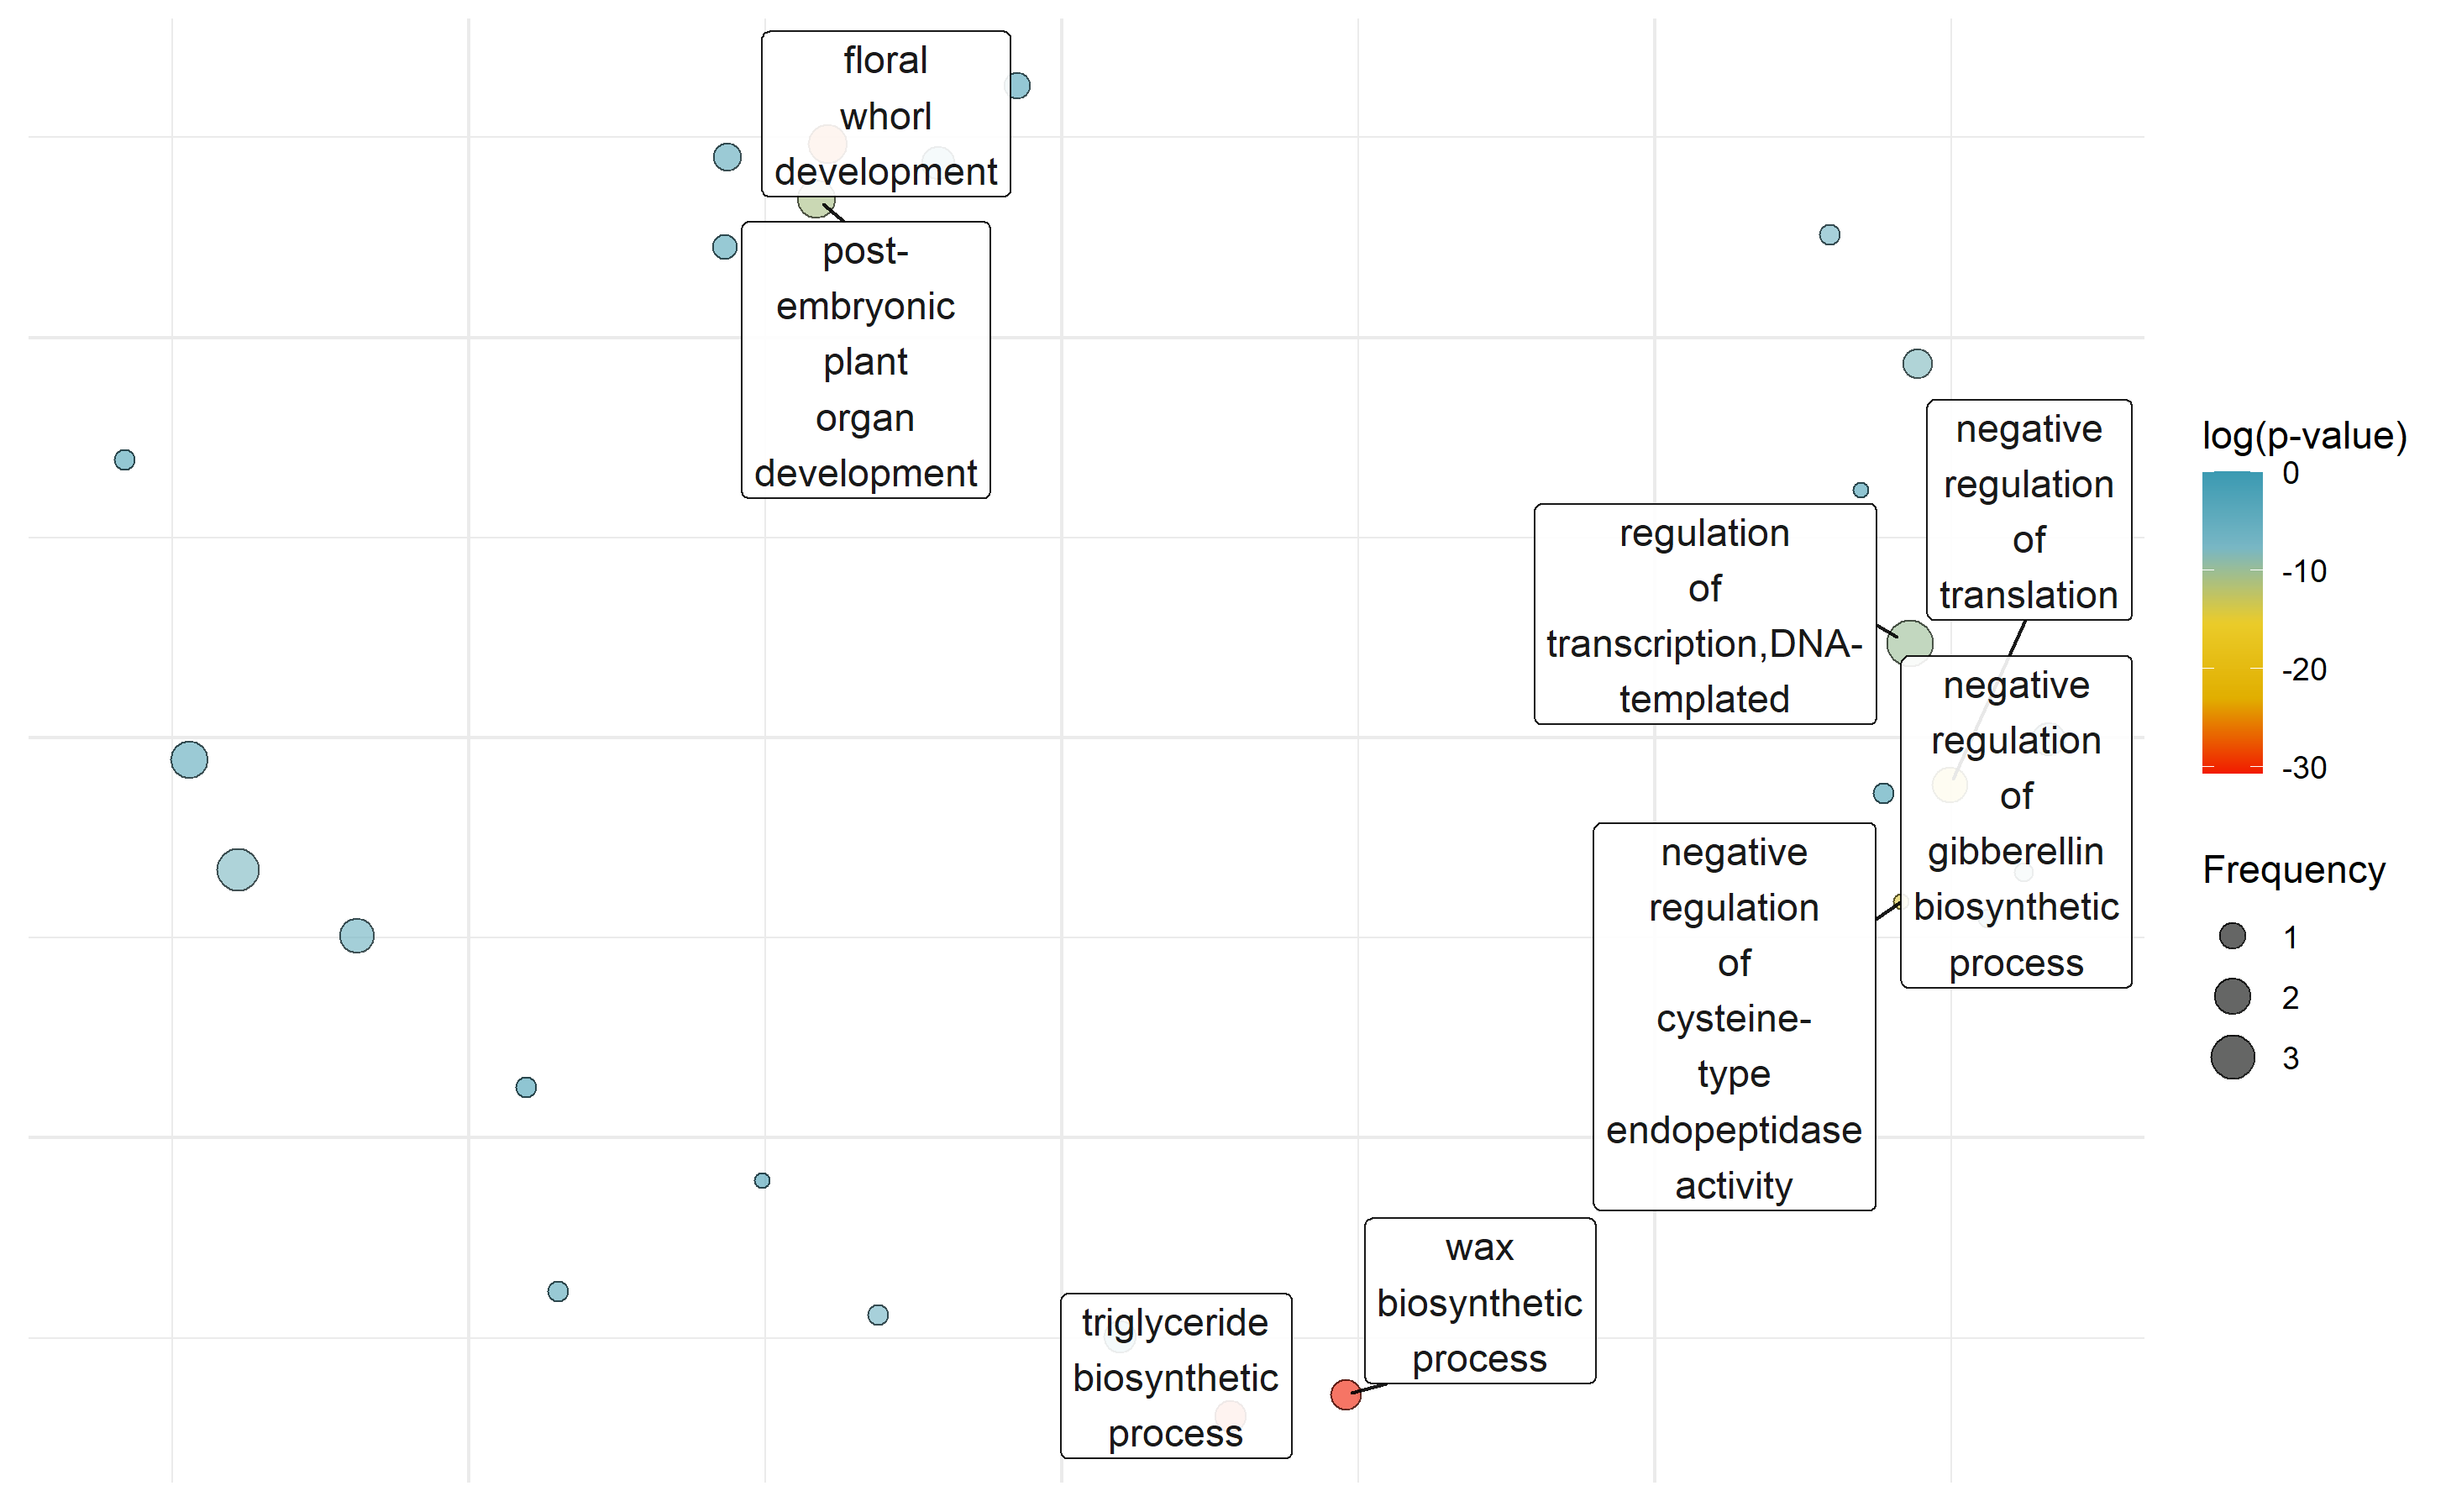 floral
whorl
development
post-
embryonic
plant
organ
development
negative
regulation
of
translation
regulation
of
transcription,DNA-
templated
negative
regulation
of
gibberellin
biosynthetic
process
negative
regulation
of
cysteine-
type
endopeptidase
activity
wax
biosynthetic
process
triglyceride
biosynthetic
process
log(p-value)
0
-10
-20
-30
Frequency
1
2
3